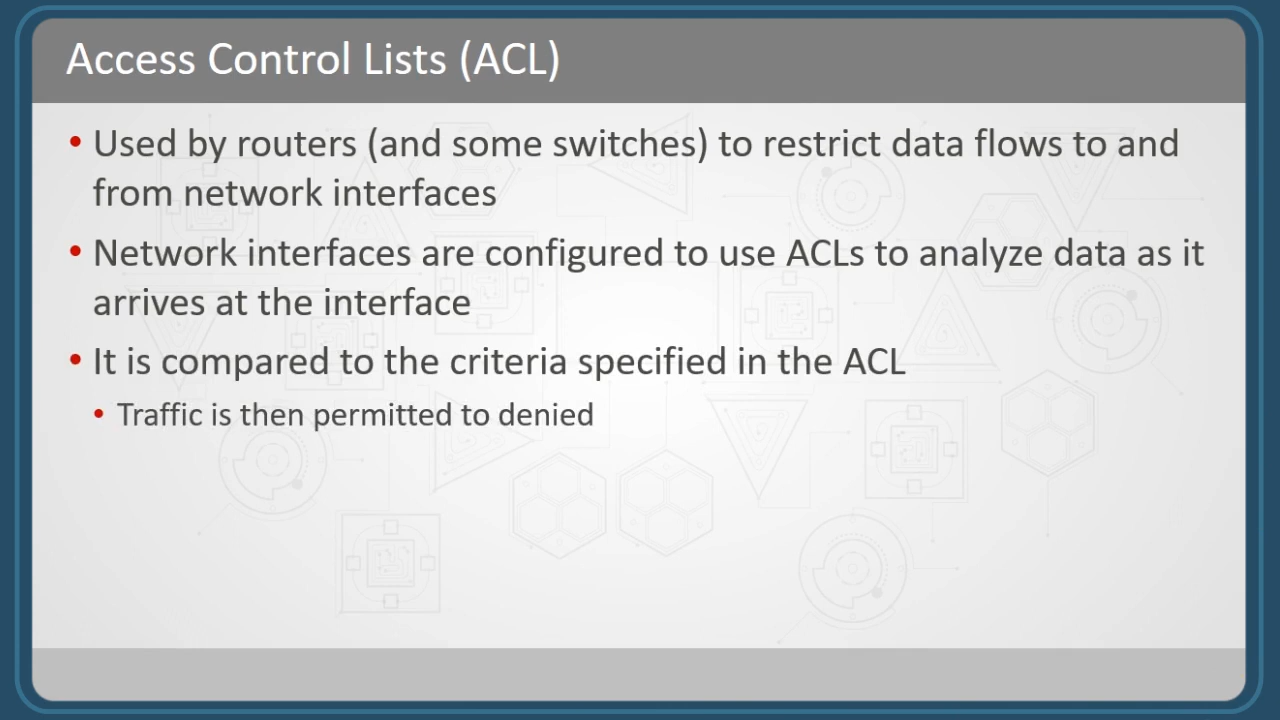 Access Control Lists (ACL)
• Used by routers (and some switches) to restrict data flows to and
from network interfaces
• Network interfaces are configured to use ACLs to analyze data as it
arrives at the interface
• It is compared to the criteria specified in the ACL
• Traffic is then permitted to denied